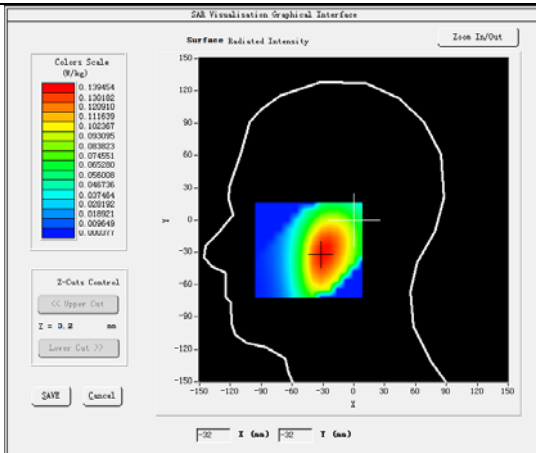 SAR Visualisation Graphical Interface
Surface Radiated Intensity
Zoom In/Out
Colors Scale
(W/kg)
0.139454
0.130182
0.120910
0.111639
0.102367
0.093095
0.083823
0.074551
0.065280
0.056008
0.046736
0.037464
0.028192
0.018921
0.009649
0.000377
150
120
90
60
30
0
-30
-60
-90
-120
-150
Y
-150 -120 -90 -60 -30 0 30 60 90 120 150
X
Z-Cuts Control
<< Upper Cut
Z = 0.2 mm
Lower Cut >>
SAVE Cancel
-32 X (mm) -32 Y (mm)